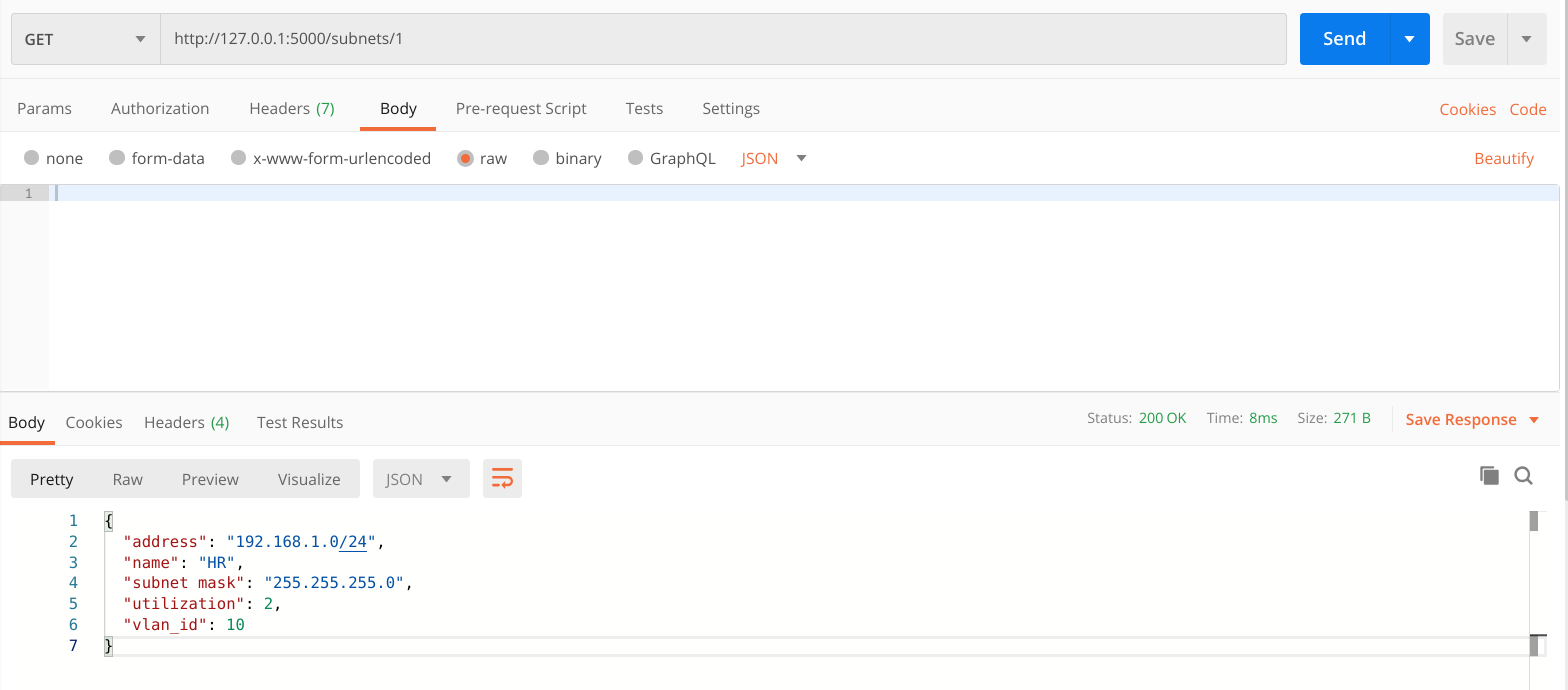 GET http://127.0.0.1:5000/subnets/1 Send Save
Params Authorization Headers (7) Body Pre-request Script Tests Settings Cookies Code
none form-data x-www-form-urlencoded raw binary GraphQL JSON Beautify
1
Body Cookies Headers (4) Test Results Status: 200 OK Time: 8ms Size: 271 B Save Response
Pretty Raw Preview Visualize JSON
1 {
2 "address": "192.168.1.0/24",
3 "name": "HR",
4 "subnet mask": "255.255.255.0",
5 "utilization": 2,
6 "vlan_id": 10
7 }